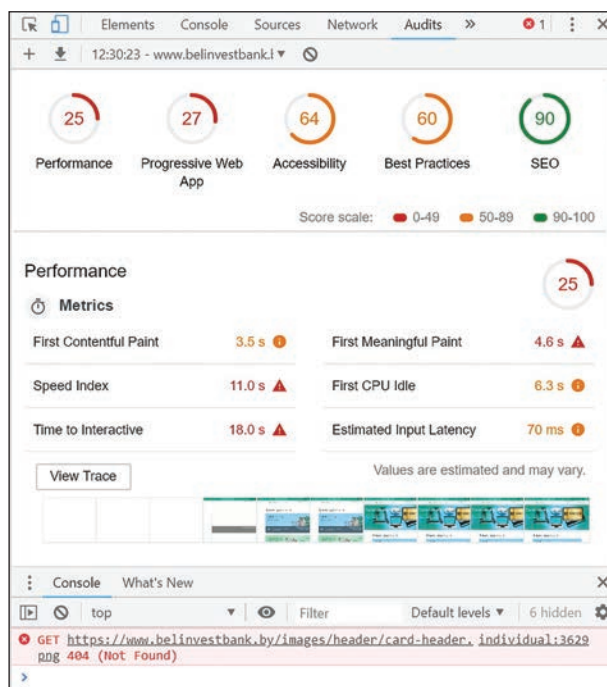 Elements Console Sources Network Audits » 1
12:30:23 - www.belinvestbank.l
25 27 64 60 90
Performance Progressive Web App Accessibility Best Practices SEO
Score scale: 0-49 50-89 90-100
Performance 25
Metrics
First Contentful Paint 3.5 s First Meaningful Paint 4.6 s
Speed Index 11.0 s First CPU Idle 6.3 s
Time to Interactive 18.0 s Estimated Input Latency 70 ms
View Trace Values are estimated and may vary.
Console What's New
top Filter Default levels 6 hidden
GET https://www.belinvestbank.by/images/header/card-header. individual:3629
png 404 (Not Found)